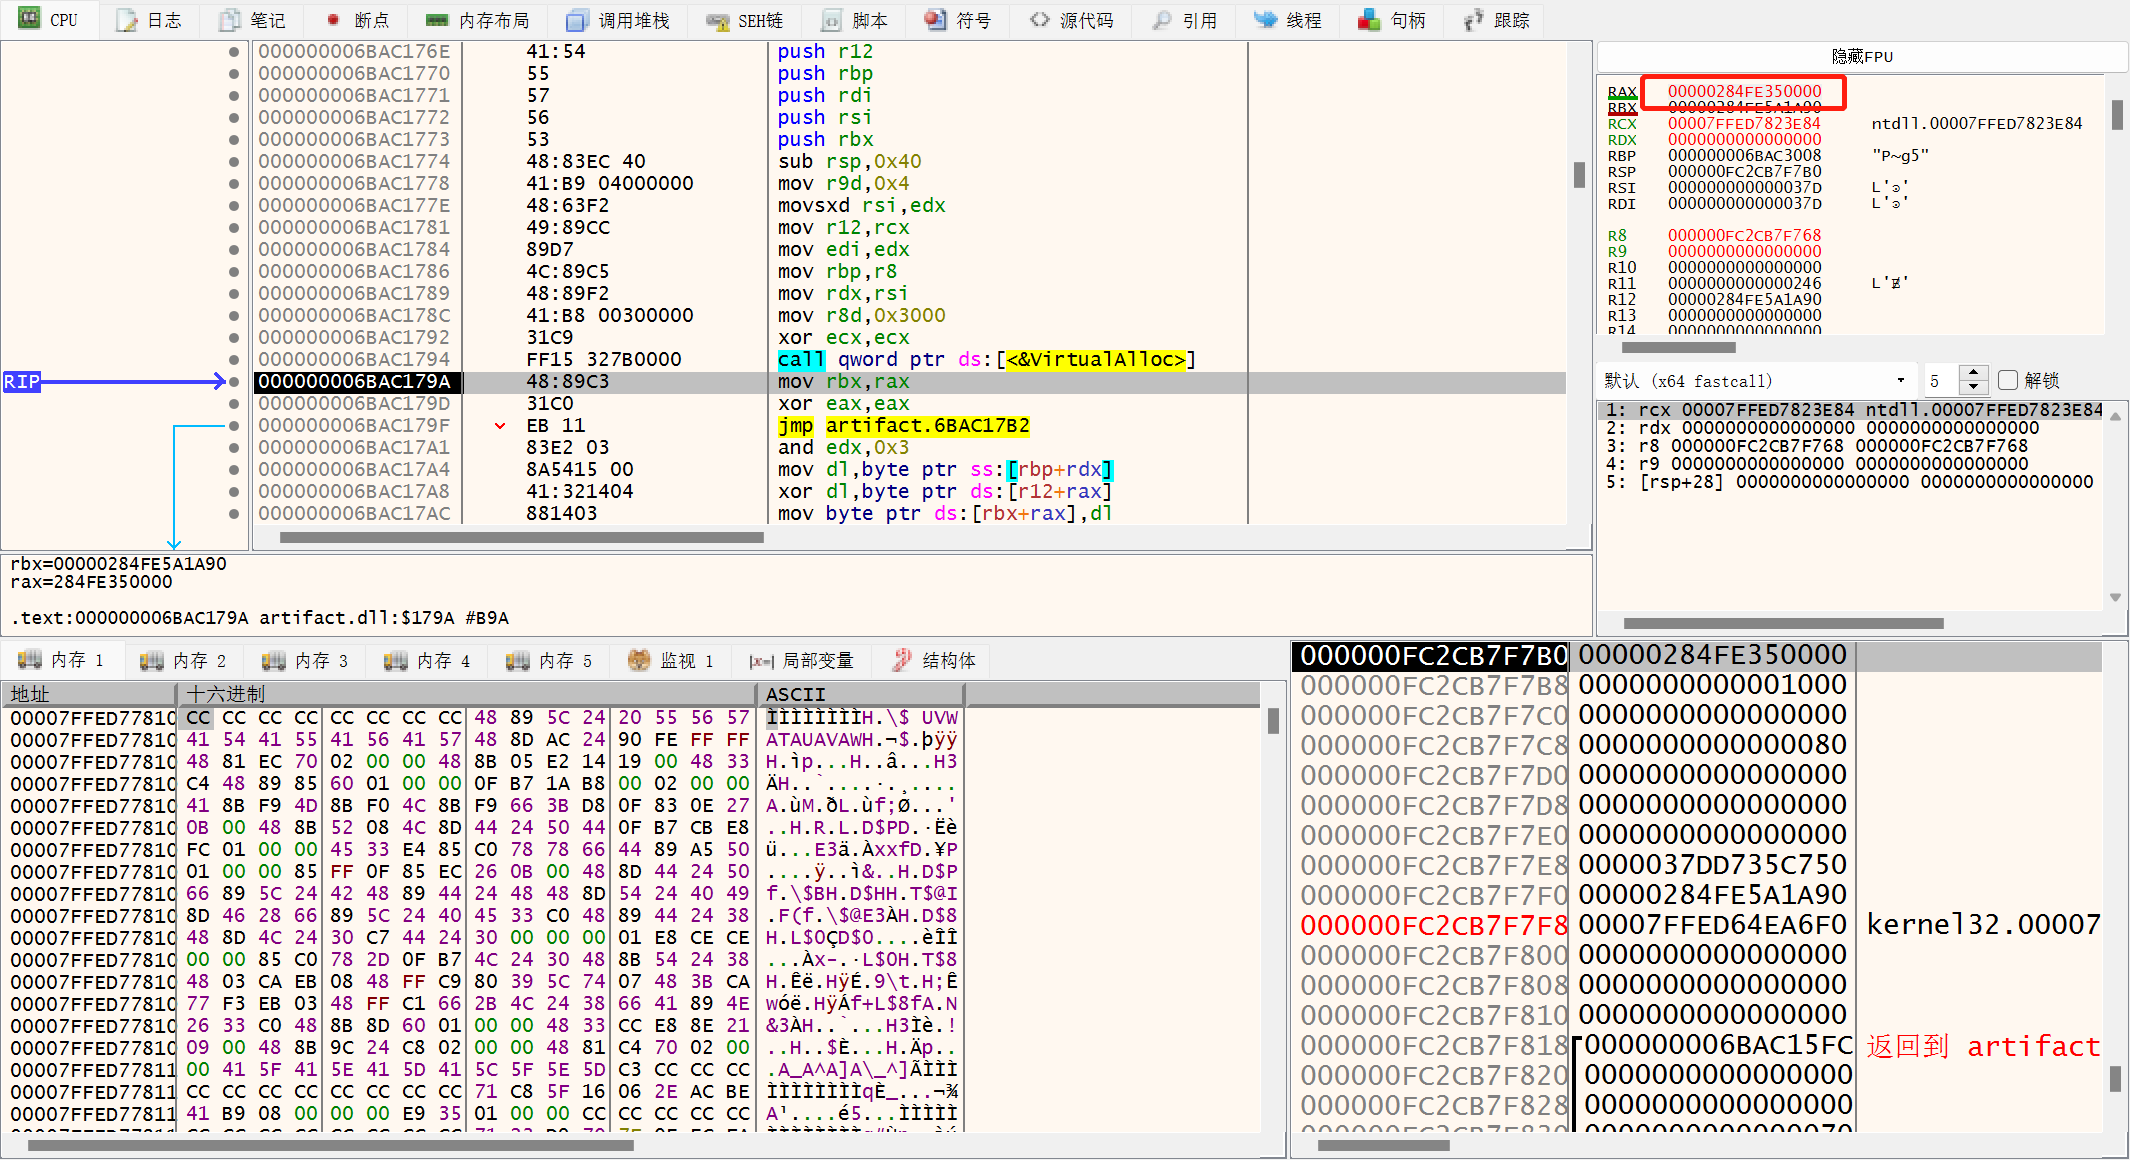 CPU 日志 笔记 断点 内存布局 调用堆栈 SEH链 脚本 符号 源代码 引用 线程 句柄 跟踪
000000006BAC176E 41:54 push r12
000000006BAC1770 55 push rbp
000000006BAC1771 57 push rdi
000000006BAC1772 56 push rsi
000000006BAC1773 53 push rbx
000000006BAC1774 48:83EC 40 sub rsp,0x40
000000006BAC1778 41:B9 04000000 mov r9d,0x4
000000006BAC177E 48:63F2 movsxd rsi,edx
000000006BAC1781 49:89CC mov r12,rcx
000000006BAC1784 89D7 mov edi,edx
000000006BAC1786 4C:89C5 mov rbp,r8
000000006BAC1789 48:89F2 mov rdx,rsi
000000006BAC178C 41:B8 00300000 mov r8d,0x3000
000000006BAC1792 31C9 xor ecx,ecx
000000006BAC1794 FF15 327B0000 call qword ptr ds:[<&VirtualAlloc>]
RIP 000000006BAC179A 48:89C3 mov rbx,rax
000000006BAC179D 31C0 xor eax,eax
000000006BAC179F EB 11 jmp artifact.6BAC17B2
000000006BAC17A1 83E2 03 and edx,0x3
000000006BAC17A4 8A5415 00 mov dl,byte ptr ss:[rbp+rdx]
000000006BAC17A8 41:321404 xor dl,byte ptr ds:[r12+rax]
000000006BAC17AC 881403 mov byte ptr ds:[rbx+rax],dl
隐藏FPU
RAX 00000284FE350000
RBX 00000284FE5A1A90
RCX 00007FFED7823E84 ntdll.00007FFED7823E84
RDX 0000000000000000
RBP 000000006BAC3008 "P~g5"
RSP 000000FC2CB7F7B0
RSI 000000000000037D
RDI 000000000000037D
R8 000000FC2CB7F768
R9 0000000000000000
R10 0000000000000000
R11 0000000000000246
R12 00000284FE5A1A90
R13 0000000000000000
R14 0000000000000000
默认 (x64 fastcall) 5 解锁
1: rcx 00007FFED7823E84 ntdll.00007FFED7823E84
2: rdx 0000000000000000 0000000000000000
3: r8 000000FC2CB7F768 000000FC2CB7F768
4: r9 0000000000000000 0000000000000000
5: [rsp+28] 0000000000000000 0000000000000000
rbx=00000284FE5A1A90
rax=284FE350000
.text:000000006BAC179A artifact.dll:$179A #B9A
内存 1 内存 2 内存 3 内存 4 内存 5 监视 1 [x=] 局部变量 结构体
地址 十六进制 ASCII
00007FFED77810 CC CC CC CC CC CC CC CC 48 89 5C 24 20 55 56 57 ÌÌÌÌÌÌÌÌH.\$ UVW
00007FFED77810 41 54 41 55 41 56 41 57 48 8D AC 24 90 FE FF FF ATAUAVAWH.¬$.þÿÿ
00007FFED77810 48 81 EC 70 02 00 00 48 8B 05 E2 14 19 00 48 33 H.ìp...H..â...H3
00007FFED77810 C4 48 89 85 60 01 00 00 0F B7 1A B8 00 02 00 00 ÄH..`....·.¸....
00007FFED77810 41 8B F9 4D 8B F0 4C 8B F9 66 3B D8 0F 83 0E 27 A.ùM.ðL.ùf;Ø...'
00007FFED77810 0B 00 48 8B 52 08 4C 8D 44 24 50 44 0F B7 CB E8 ..H.R.L.D$PD.·Ëè
00007FFED77810 FC 01 00 00 45 33 E4 85 C0 78 78 66 44 89 A5 50 ü...E3ä.ÀxxfD.¥P
00007FFED77810 01 00 00 85 FF 0F 85 EC 26 0B 00 48 8D 44 24 50 ....ÿ..ì&..H.D$P
00007FFED77810 66 89 5C 24 42 48 89 44 24 48 48 8D 54 24 40 49 f.\$BH.D$HH.T$@I
00007FFED77810 8D 46 28 66 89 5C 24 40 45 33 C0 48 89 44 24 38 .F(f.\$@E3ÀH.D$8
00007FFED77810 48 8D 4C 24 30 C7 44 24 30 00 00 00 01 E8 CE CE H.L$0ÇD$0....èÎÎ
00007FFED77810 00 00 85 C0 78 2D 0F B7 4C 24 30 48 8B 54 24 38 ...Àx-.·L$0H.T$8
00007FFED77810 48 03 CA EB 08 48 FF C9 80 39 5C 74 07 48 3B CA H.Êë.HÿÉ.9\t.H;Ê
00007FFED77810 77 F3 EB 03 48 FF C1 66 2B 4C 24 38 66 41 89 4E wóë.HÿÁf+L$8fA.N
00007FFED77810 26 33 C0 48 8B 8D 60 01 00 00 48 33 CC E8 8E 21 &3ÀH..`...H3Ìè.!
00007FFED77810 09 00 48 8B 9C 24 C8 02 00 00 48 81 C4 70 02 00 ..H..$È...H.Äp..
00007FFED77811 00 41 5F 41 5E 41 5D 41 5C 5F 5E 5D C3 CC CC CC .A_A^A]A\_^]ÃÌÌÌ
00007FFED77811 CC CC CC CC CC CC CC CC 71 C8 5F 16 06 2E AC BE ÌÌÌÌÌÌÌÌqÈ_...¬¾
00007FFED77811 41 B9 08 00 00 00 E9 35 01 00 00 CC CC CC CC CC A¹....é5...ÌÌÌÌÌ
000000FC2CB7F7B0 00000284FE350000
000000FC2CB7F7B8 0000000000001000
000000FC2CB7F7C0 0000000000000000
000000FC2CB7F7C8 0000000000000080
000000FC2CB7F7D0 0000000000000000
000000FC2CB7F7D8 0000000000000000
000000FC2CB7F7E0 0000000000000000
000000FC2CB7F7E8 0000037DD735C750
000000FC2CB7F7F0 00000284FE5A1A90
000000FC2CB7F7F8 00007FFED64EA6F0 kernel32.00007
000000FC2CB7F800 0000000000000000
000000FC2CB7F808 0000000000000000
000000FC2CB7F810 0000000000000000
000000FC2CB7F818 000000006BAC15FC 返回到 artifact
000000FC2CB7F820 0000000000000000
000000FC2CB7F828 0000000000000000